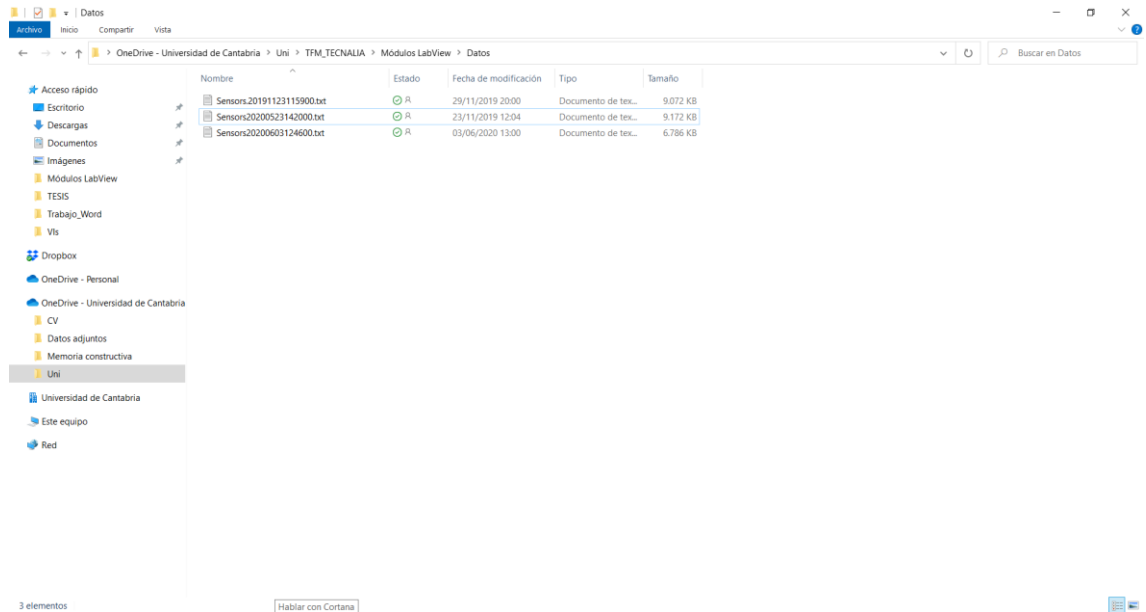 Datos
Archivo Inicio Compartir Vista
OneDrive - Universidad de Cantabria > Uni > TFM_TECNALIA > Módulos LabView > Datos
Buscar en Datos
Nombre Estado Fecha de modificación Tipo Tamaño
Sensors.20191123115900.txt 29/11/2019 20:00 Documento de tex... 9.072 KB
Sensors20200523142000.txt 23/11/2019 12:04 Documento de tex... 9.172 KB
Sensors20200603124600.txt 03/06/2020 13:00 Documento de tex... 6.786 KB
Acceso rápido
Escritorio
Descargas
Documentos
Imágenes
Módulos LabView
TESIS
Trabajo_Word
VIs
Dropbox
OneDrive - Personal
OneDrive - Universidad de Cantabria
CV
Datos adjuntos
Memoria constructiva
Uni
Universidad de Cantabria
Este equipo
Red
3 elementos
Hablar con Cortana